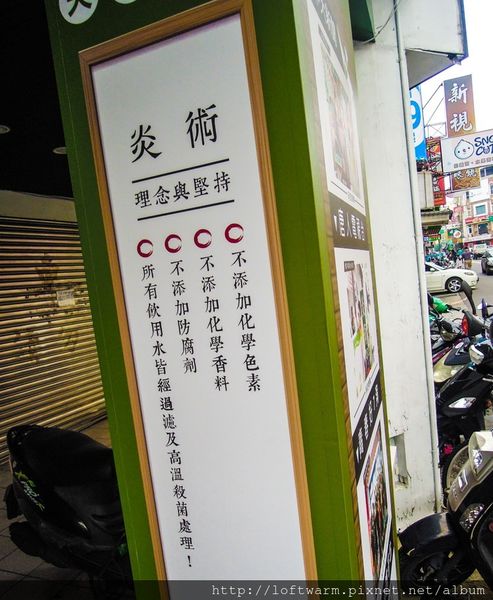 炎術
理念與堅持
不添加化學色素
不添加化學香料
不添加防腐劑
所有飲用水皆經過濾及高溫殺菌處理！
新視
9
http://loftwarm.pixnet.net/album